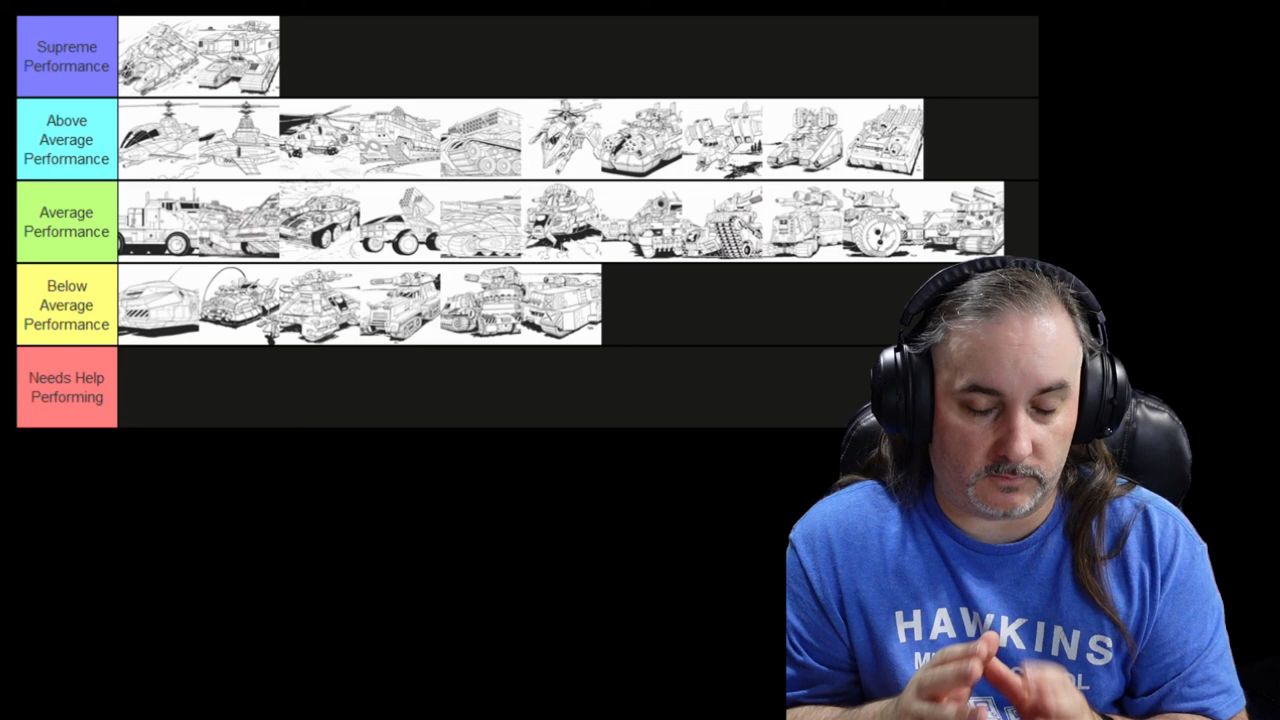 Supreme
Performance
Above
Average
Performance
Average
Performance
Below
Average
Performance
Needs Help
Performing
HAWKINS